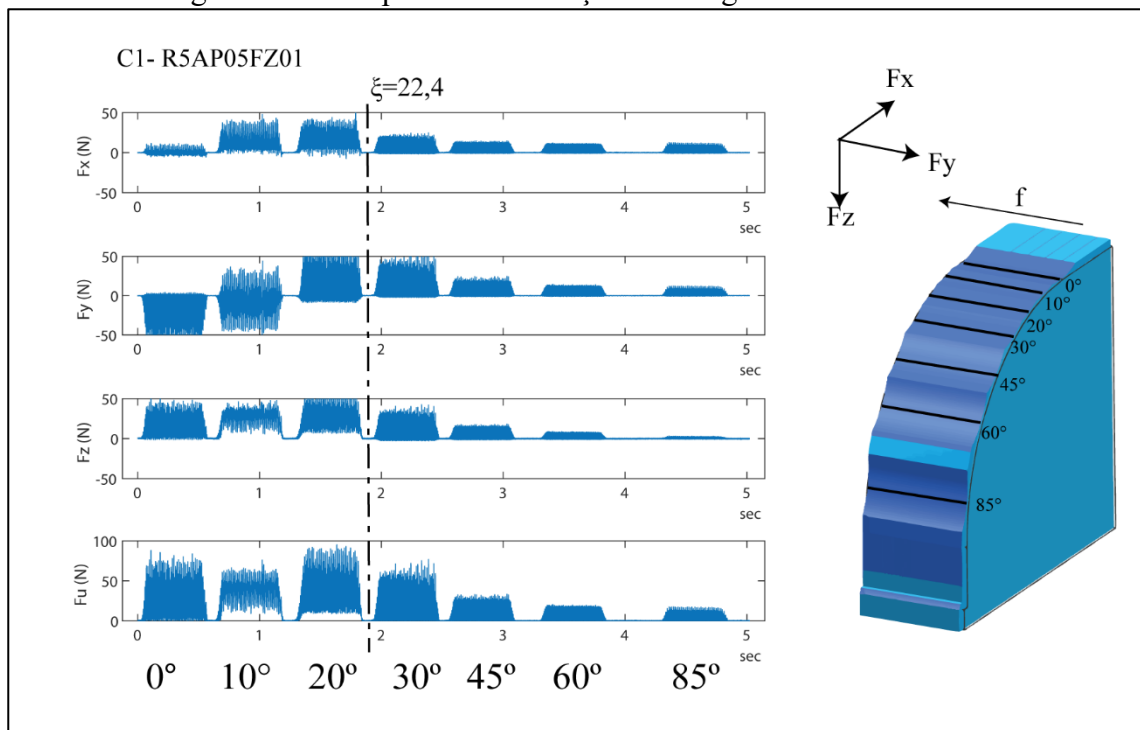 C1- R5AP05FZ01
ξ=22,4
50
0
-50
Fx (N)
0 1 2 3 4 5
sec
50
0
-50
Fy (N)
0 1 2 3 4 5
sec
50
0
-50
Fz (N)
0 1 2 3 4 5
sec
100
50
0
Fu (N)
0 1 2 3 4 5
sec
0° 10° 20º 30º 45º 60º 85º
Fx
Fy
Fz
f
0°
10°
20°
30°
45°
60°
85°